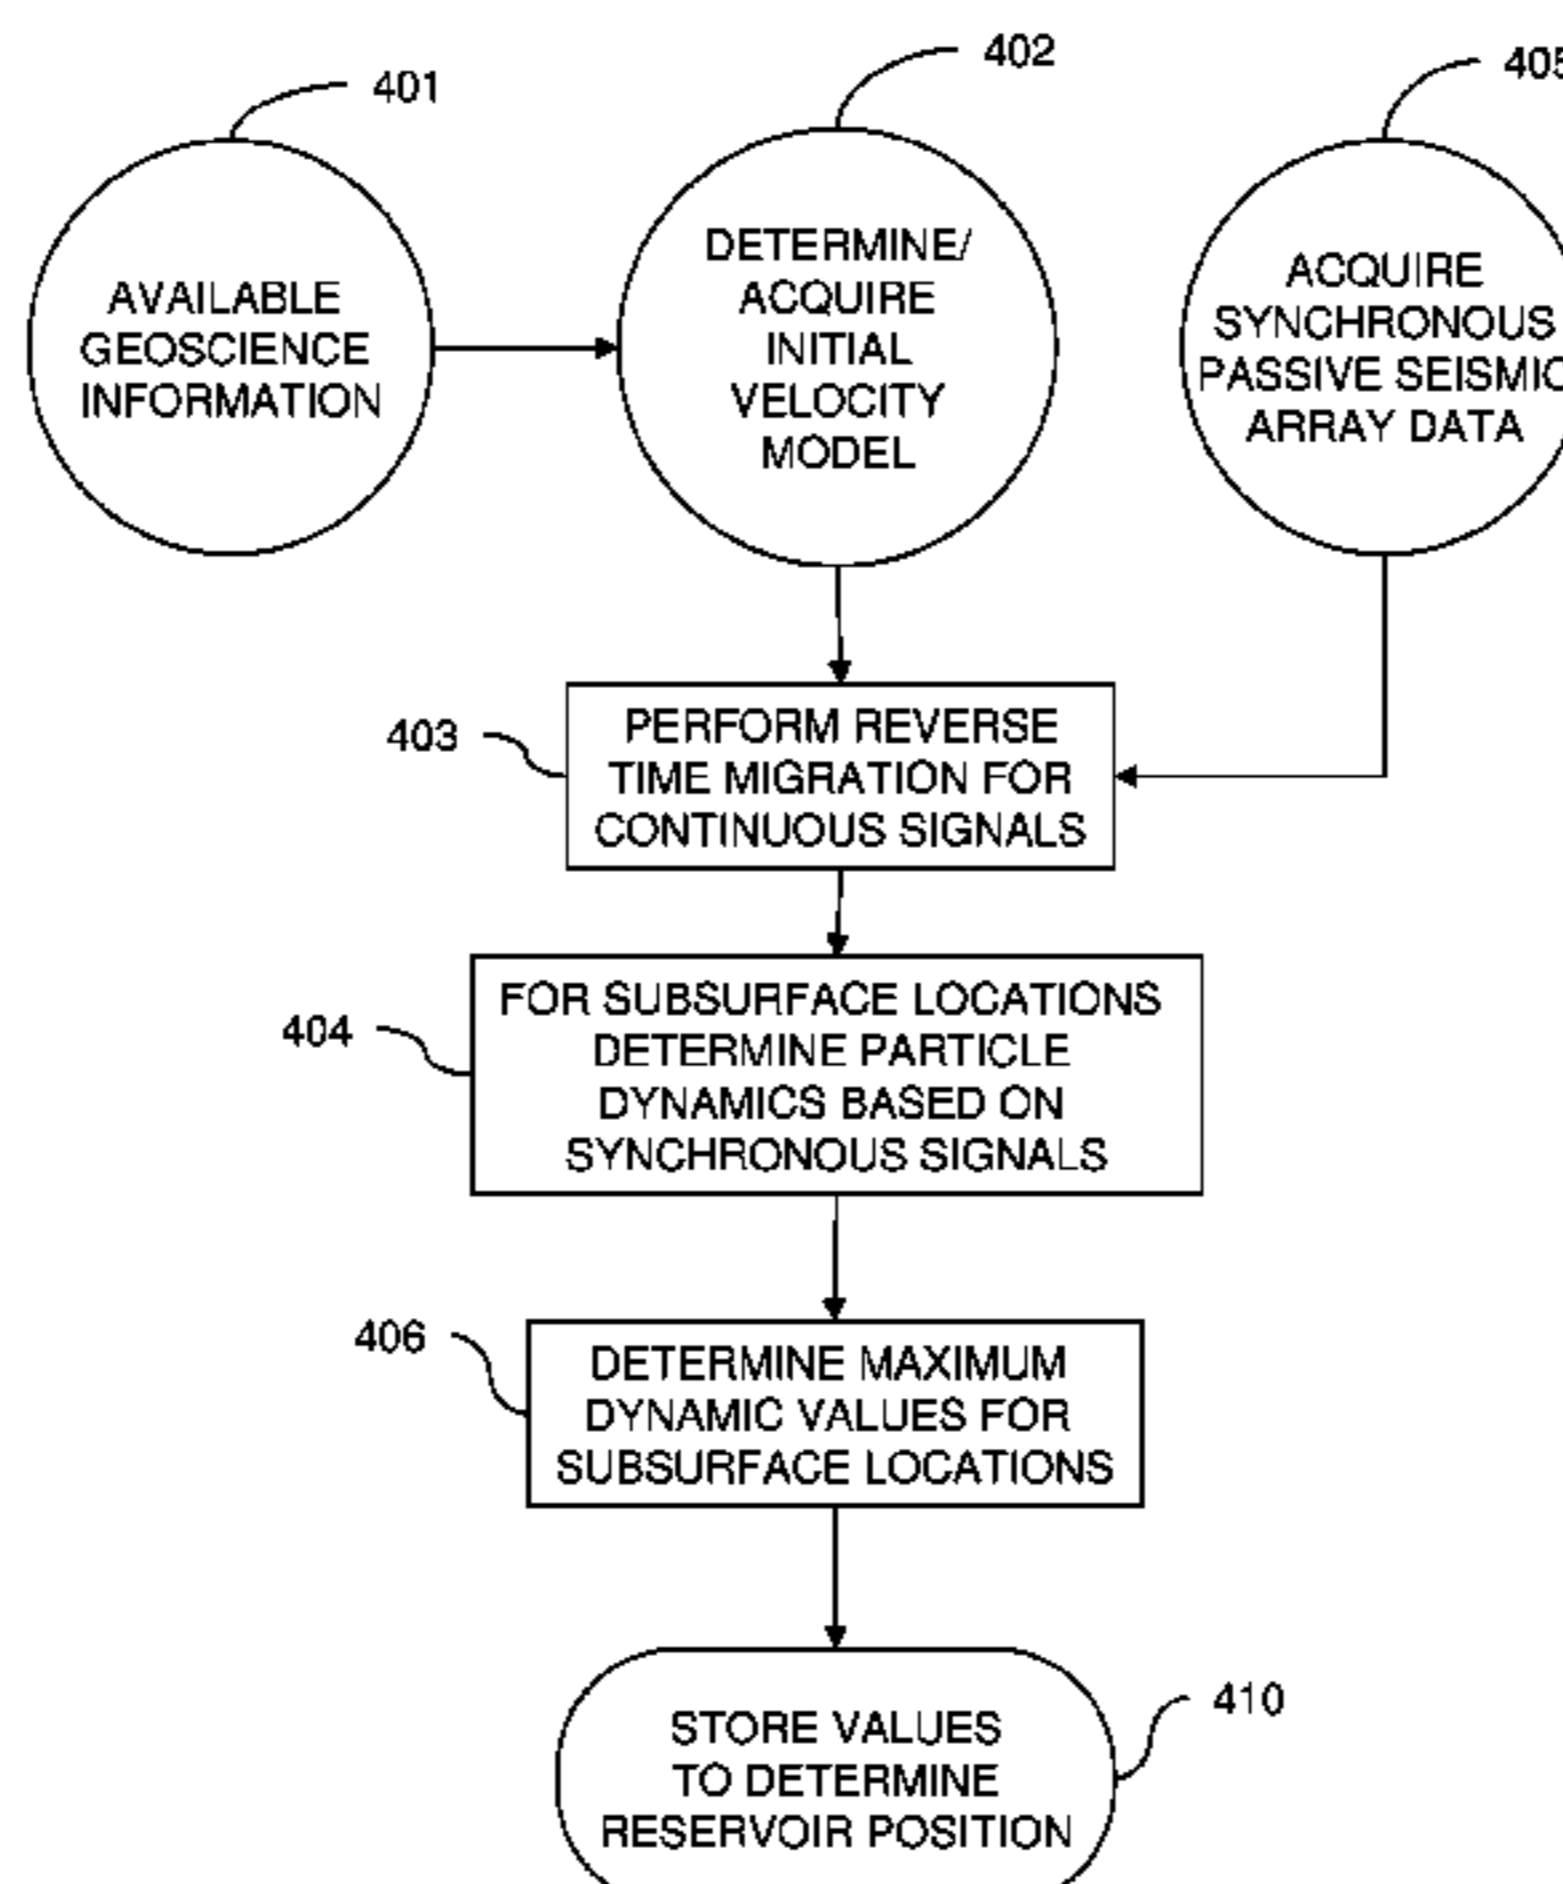 401
402
405
AVAILABLE
GEOSCIENCE
INFORMATION
DETERMINE/
ACQUIRE
INITIAL
VELOCITY
MODEL
ACQUIRE
SYNCHRONOUS
PASSIVE SEISMIC
ARRAY DATA
403
PERFORM REVERSE
TIME MIGRATION FOR
CONTINUOUS SIGNALS
404
FOR SUBSURFACE LOCATIONS
DETERMINE PARTICLE
DYNAMICS BASED ON
SYNCHRONOUS SIGNALS
406
DETERMINE MAXIMUM
DYNAMIC VALUES FOR
SUBSURFACE LOCATIONS
410
STORE VALUES
TO DETERMINE
RESERVOIR POSITION